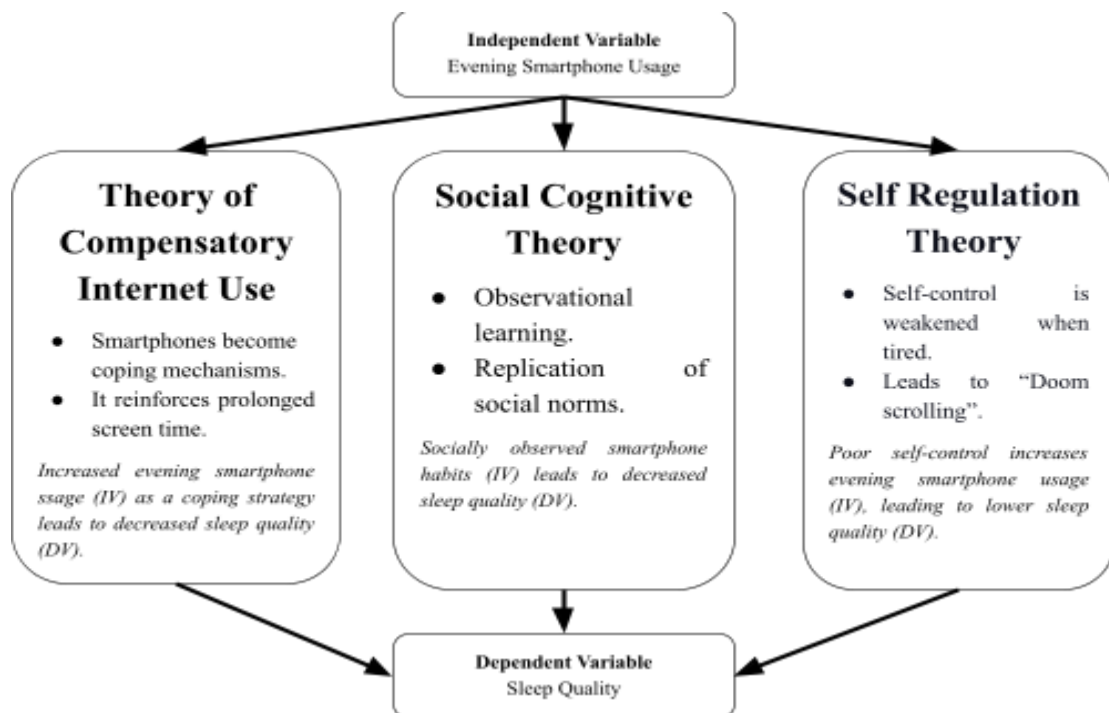 Independent Variable
Evening Smartphone Usage
Theory of
Compensatory
Internet Use
● Smartphones become
coping mechanisms.
● It reinforces prolonged
screen time.
Increased evening smartphone
ssage (IV) as a coping strategy
leads to decreased sleep quality
(DV).
Social Cognitive
Theory
● Observational
learning.
● Replication of
social norms.
Socially observed smartphone
habits (IV) leads to decreased
sleep quality (DV).
Self Regulation
Theory
● Self-control is
weakened when
tired.
● Leads to “Doom
scrolling”.
Poor self-control increases
evening smartphone usage
(IV), leading to lower sleep
quality (DV).
Dependent Variable
Sleep Quality